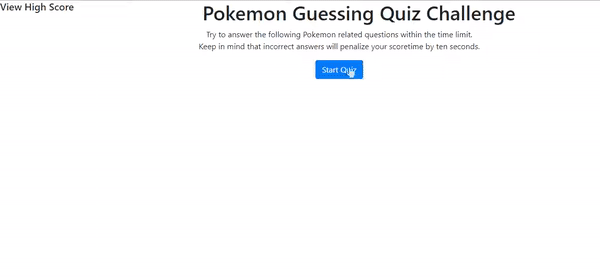 View High Score
Pokemon Guessing Quiz Challenge
Try to answer the following Pokemon related questions within the time limit.
Keep in mind that incorrect answers will penalize your scoretime by ten seconds.
Start Quiz